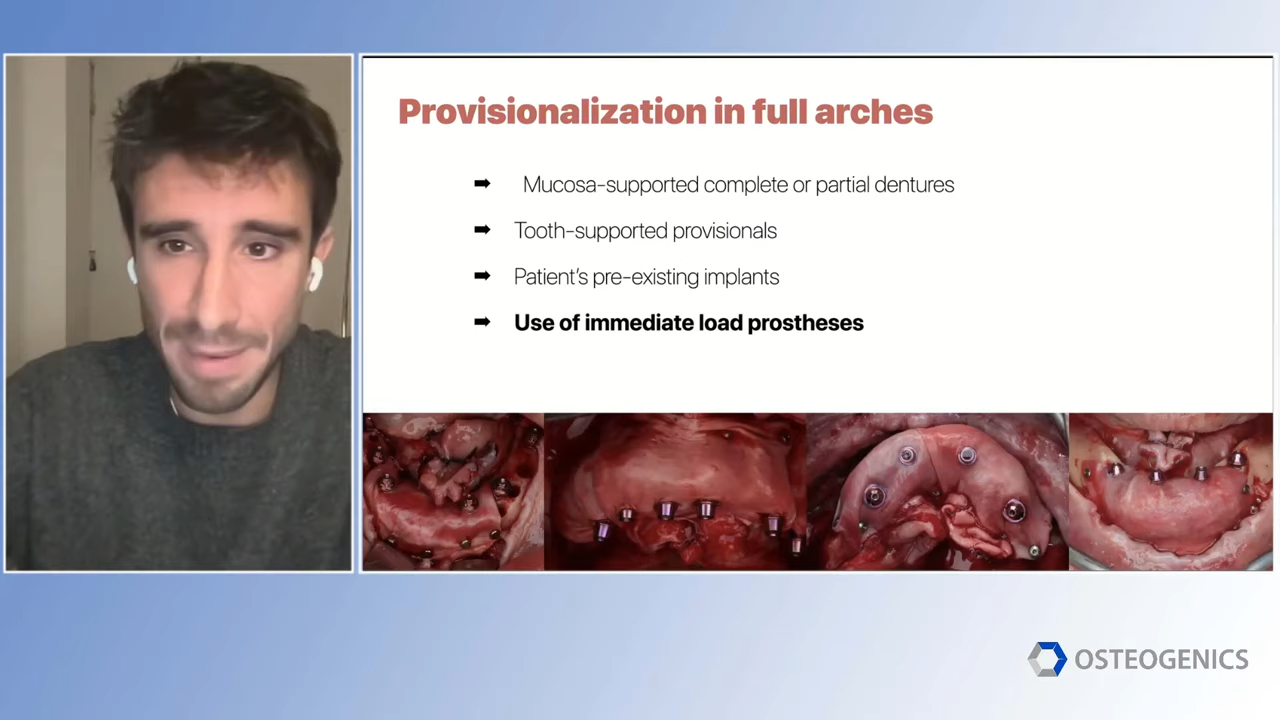 Provisionalization in full arches
➡ Mucosa-supported complete or partial dentures
➡ Tooth-supported provisionals
➡ Patient's pre-existing implants
➡ Use of immediate load prostheses
OSTEOGENICS